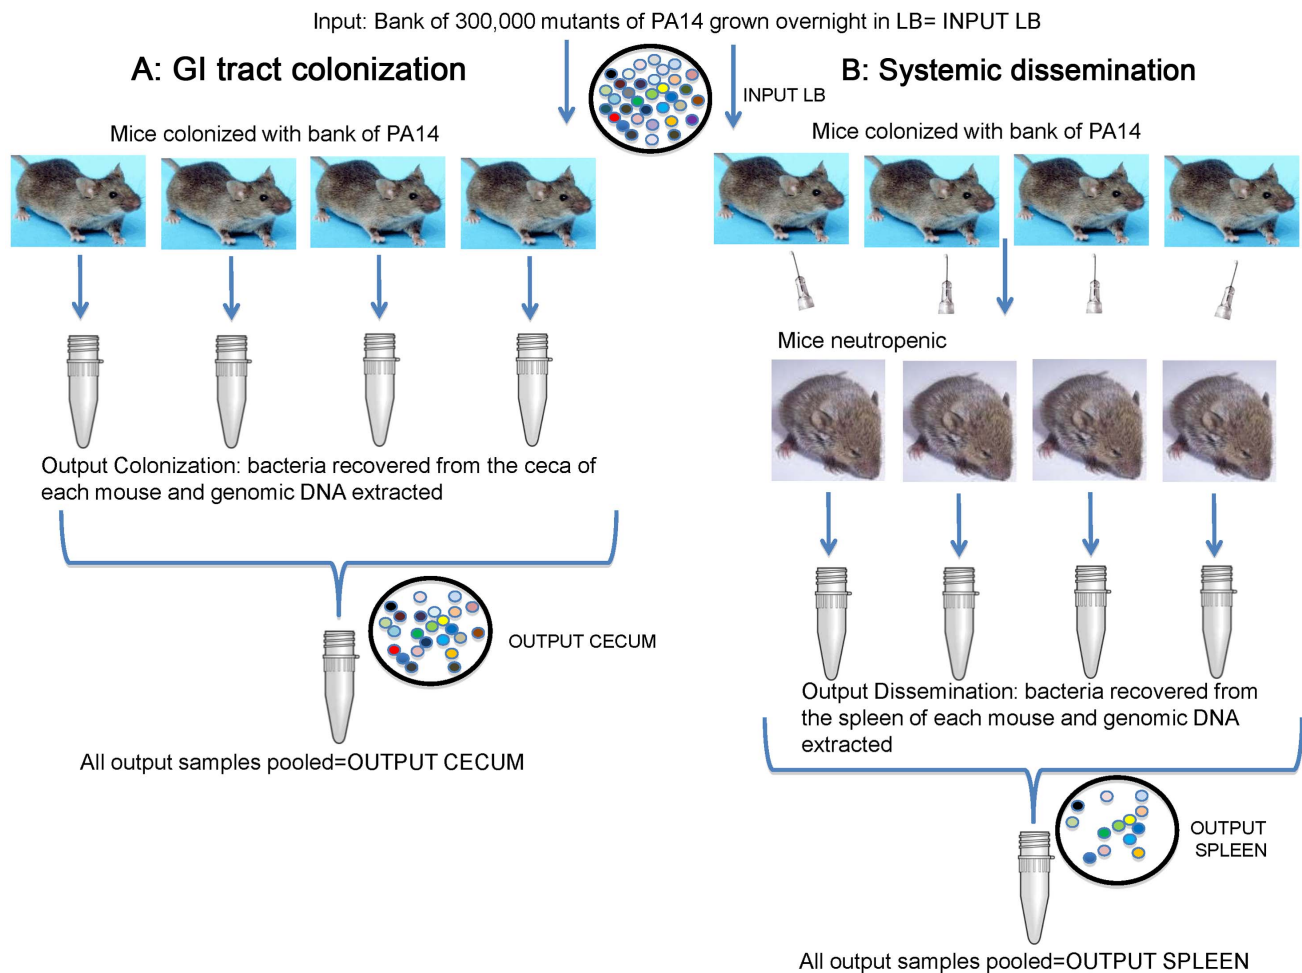 Input: Bank of 300,000 mutants of PA14 grown overnight in LB= INPUT LB
A: GI tract colonization
INPUT LB
B: Systemic dissemination
Mice colonized with bank of PA14
Output Colonization: bacteria recovered from the ceca of
each mouse and genomic DNA extracted
OUTPUT CECUM
All output samples pooled=OUTPUT CECUM
Mice colonized with bank of PA14
Mice neutropenic
Output Dissemination: bacteria recovered from
the spleen of each mouse and genomic DNA
extracted
OUTPUT
SPLEEN
All output samples pooled=OUTPUT SPLEEN